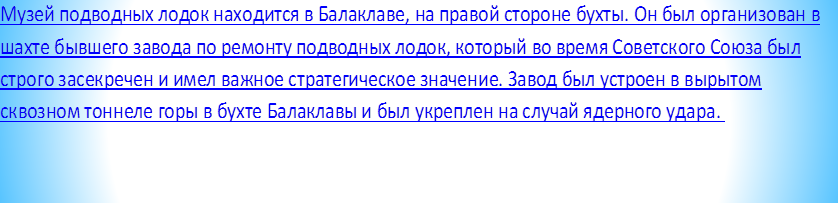 Музей подводных лодок находится в Балаклаве, на правой стороне бухты. Он был организован в
шахте бывшего завода по ремонту подводных лодок, который во время Советского Союза был
строго засекречен и имел важное стратегическое значение. Завод был устроен в вырытом
сквозном тоннеле горы в бухте Балаклавы и был укреплен на случай ядерного удара.